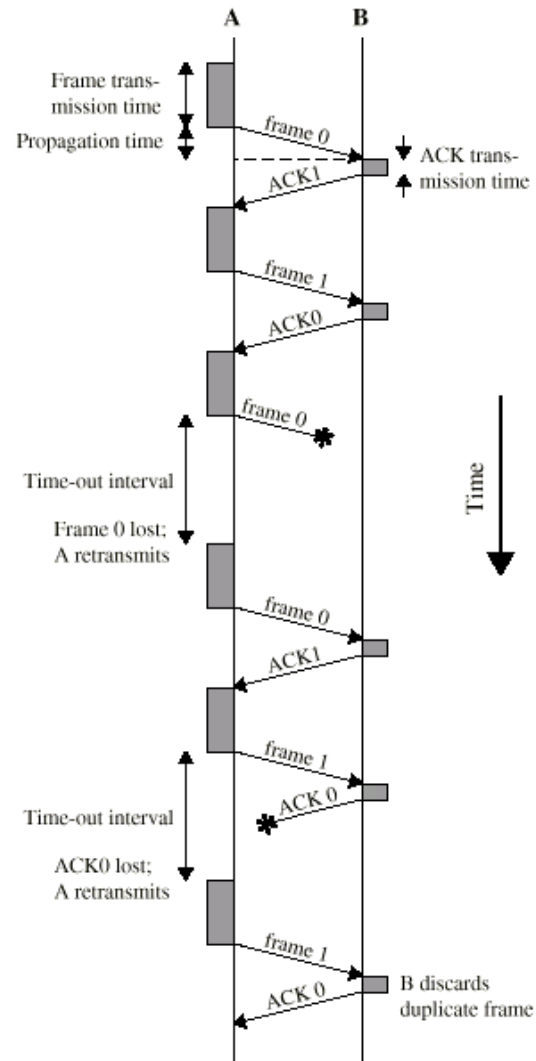 A
B
Frame trans-
mission time
Propagation time
frame 0
ACK trans-
mission time
ACK1
frame 1
ACK0
frame 0
Time-out interval
Time
Frame 0 lost;
A retransmits
frame 0
ACK1
frame 1
ACK 0
Time-out interval
ACK0 lost;
A retransmits
frame 1
ACK 0
B discards
duplicate frame